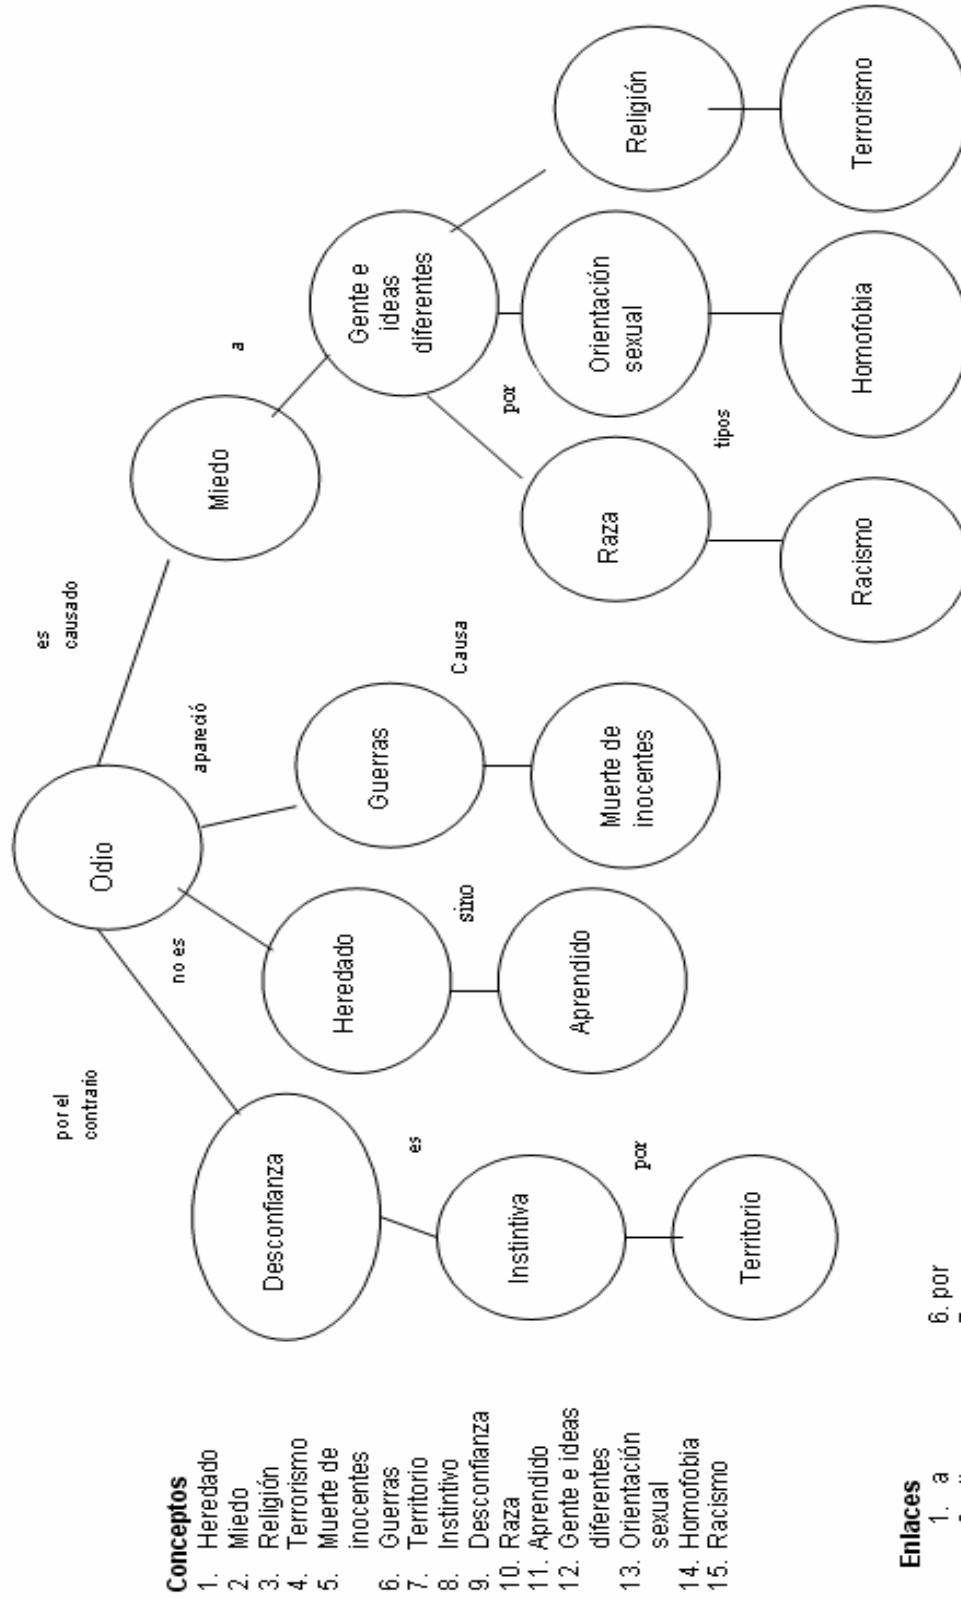 es
causado
Odio
Miedo
por el
contrario
no es
apareció
a
Desconfianza
Heredado
Guerras
Gente e
ideas
diferentes
es
sino
Causa
por
Instintiva
Aprendido
Muerte de
inocentes
Raza
Orientación
sexual
Religión
por
tipos
Territorio
Racismo
Homofobia
Terrorismo
Conceptos
1. Heredado
2. Miedo
3. Religión
4. Terrorismo
5. Muerte de
inocentes
6. Guerras
7. Territorio
8. Instintivo
9. Desconfianza
10. Raza
11. Aprendido
12. Gente e ideas
diferentes
13. Orientación
sexual
14. Homofobia
15. Racismo
Enlaces
1. a
6. por